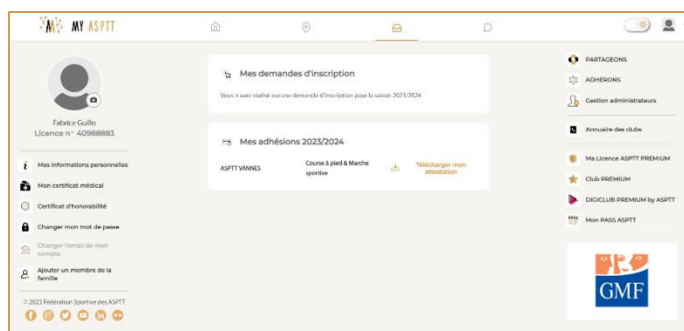 MY ASPTT
Fabrice Guillo
Licence n° 40988883
Mes informations personnelles
Mon certificat médical
Certificat d'honorabilité
Changer mon mot de passe
Changer l'email de mon
compte
Ajouter un membre de la
famille
© 2023 Fédération Sportive des ASPTT
Mes demandes d'inscription
Vous n'avez réalisé aucune demande d'inscription pour la saison 2023/2024
Mes adhésions 2023/2024
ASPTT VANNES
Course à pied & Marche
sportive
Télécharger mon
attestation
PARTAGEONS
ADHERONS
Gestion administrateurs
Annuaire des clubs
Ma Licence ASPTT PREMIUM
Club PREMIUM
DIGICLUB PREMIUM by ASPTT
Mon PASS ASPTT
GMF